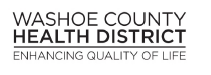 WASHOE COUNTY
HEALTH DISTRICT
ENHANCING QUALITY OF LIFE